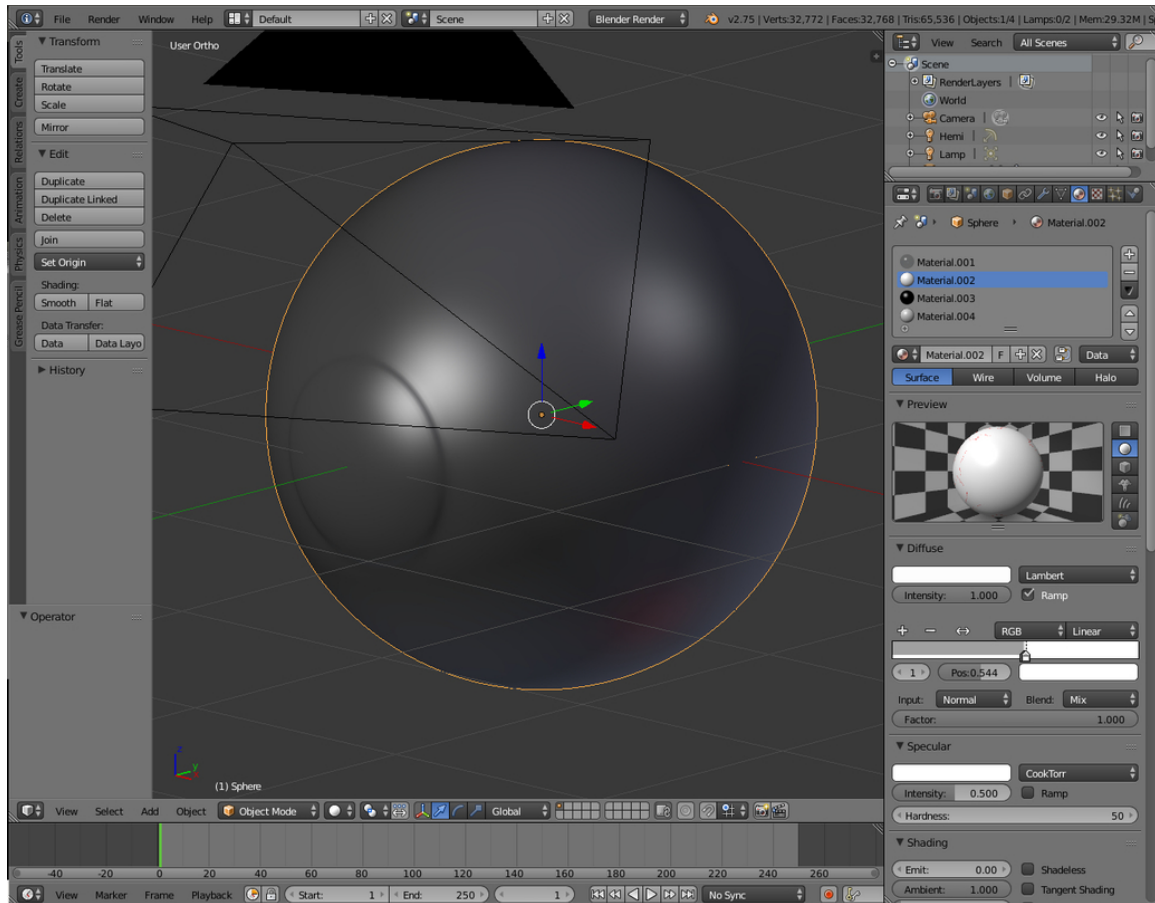 File Render Window Help Default Scene Blender Render v2.75 | Verts:32,772 | Faces:32,768 | Tris:65,536 | Objects:1/4 | Lamps:0/2 | Mem:29.32M | S
Tools
Create
Relations
Animation
Physics
Grease Pencil
Transform
Translate
Rotate
Scale
Mirror
Edit
Duplicate
Duplicate Linked
Delete
Join
Set Origin
Shading:
Smooth Flat
Data Transfer:
Data Data Layo
History
Operator
User Ortho
z
y
(1) Sphere
View Select Add Object Object Mode Global
-40 -20 0 20 40 60 80 100 120 140 160 180 200 220 240 260
View Marker Frame Playback Start: 1 End: 250 1 No Sync
View Search All Scenes
Scene
RenderLayers |
World
Camera |
Hemi |
Lamp |
Sphere Material.002
Material.001
Material.002
Material.003
Material.004
Material.002 F Data
Surface Wire Volume Halo
Preview
Diffuse
Lambert
Intensity: 1.000 Ramp
RGB Linear
1 Pos:0.544
Input: Normal Blend: Mix
Factor: 1.000
Specular
CookTorr
Intensity: 0.500 Ramp
Hardness: 50
Shading
Emit: 0.00 Shadeless
Ambient: 1.000 Tangent Shading